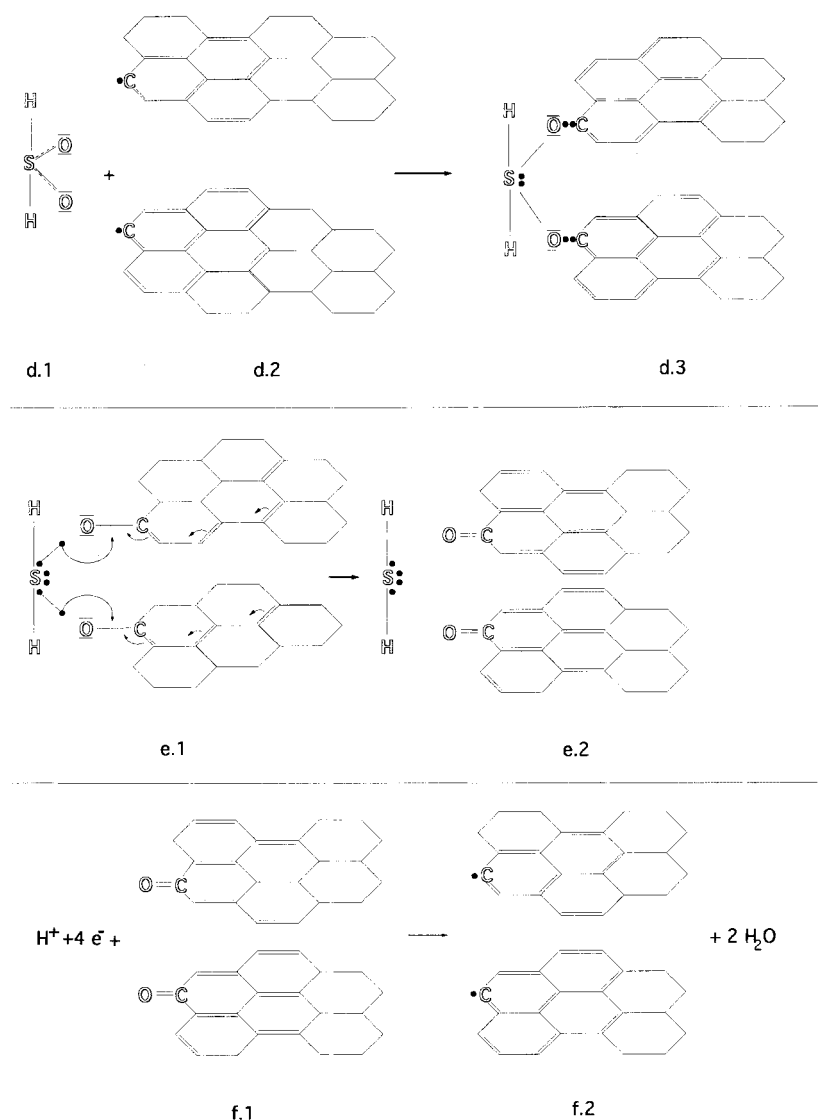 C
H
O
S
+
O
H
C
H
O C
S
H
O C
d.1 d.2 d.3
H
O C
S
O C
H
H
S
H
O = C
O = C
e.1 e.2
O = C
C
H⁺ +4 e⁻ +
+ 2 H₂O
O = C
C
f.1 f.2